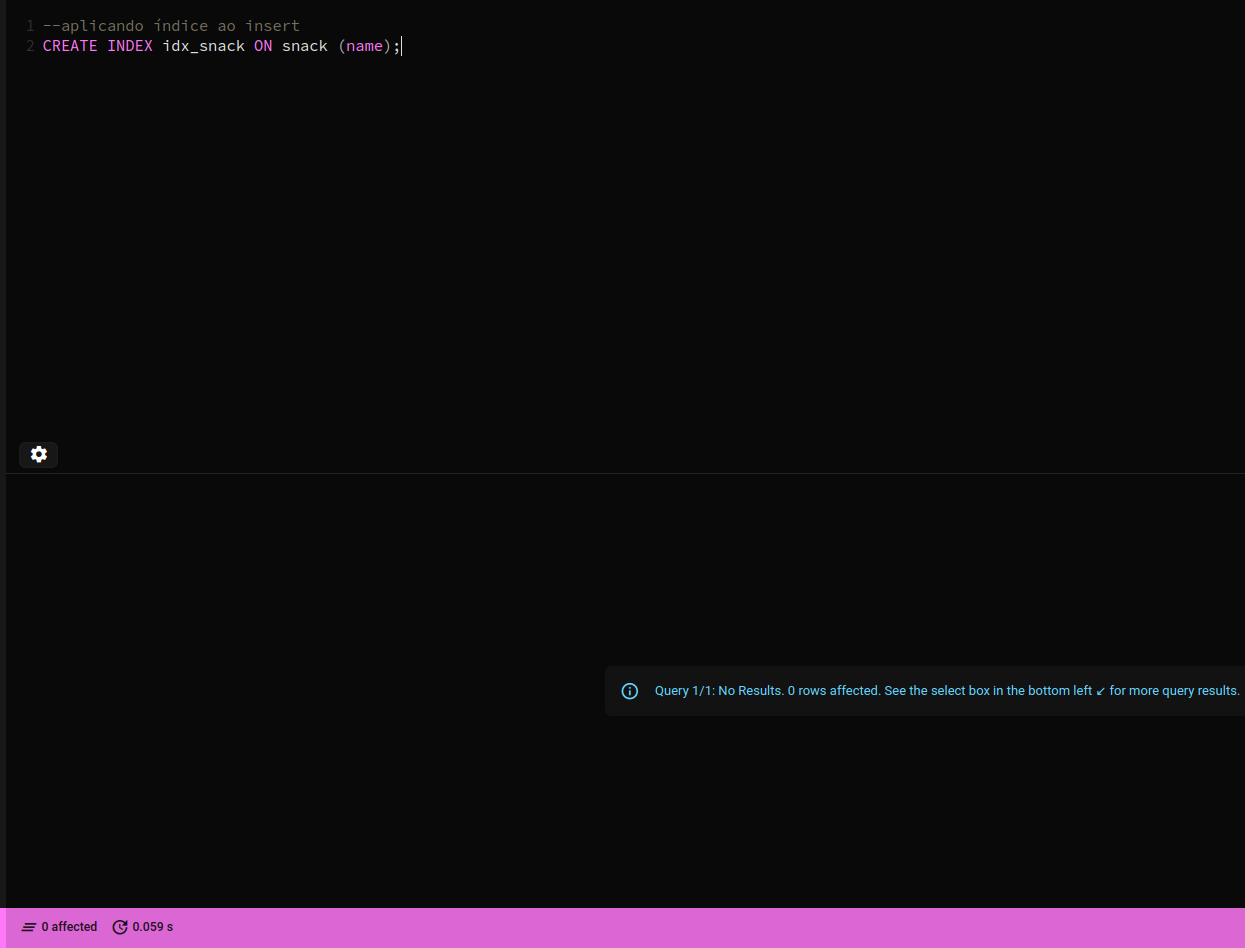 1 --aplicando índice ao insert
2 CREATE INDEX idx_snack ON snack (name);
Query 1/1: No Results. 0 rows affected. See the select box in the bottom left ↙ for more query results.
0 affected 0.059 s